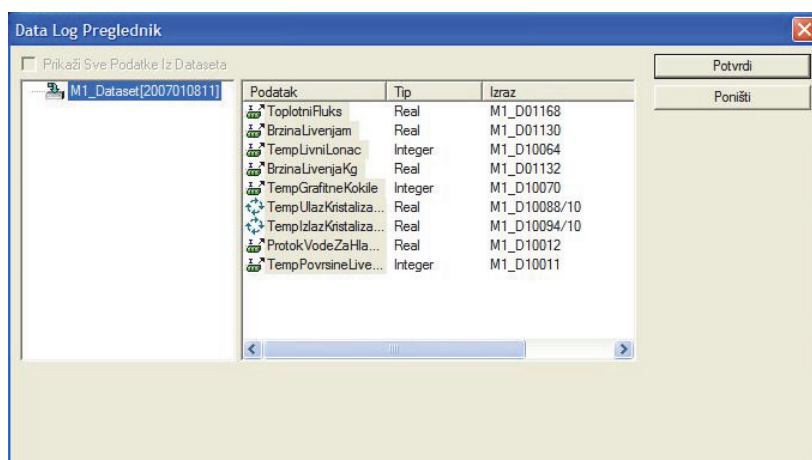 Data Log Preglednik
Prikaži Sve Podatke Iz Dataseta
Potvrdi
Poništi
M1_Dataset[2007010811]
Podatak Tip Izraz
ToplotniFluks Real M1_D01168
BrzinaLivenjam Real M1_D01130
TempLivniLonac Integer M1_D10064
BrzinaLivenjaKg Real M1_D01132
TempGrafitneKokile Integer M1_D10070
TempUlazKristaliza... Real M1_D10088/10
TempIzlazKristaliza... Real M1_D10094/10
ProtokVodeZaHla... Real M1_D10012
TempPovrsineLive... Integer M1_D10011